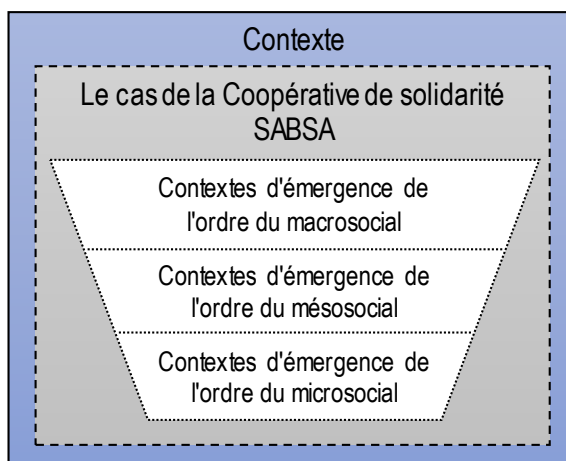 Contexte
Le cas de la Coopérative de solidarité
SABSA
Contextes d'émergence de
l'ordre du macrosocial
Contextes d'émergence de
l'ordre du mésosocial
Contextes d'émergence de
l'ordre du microsocial